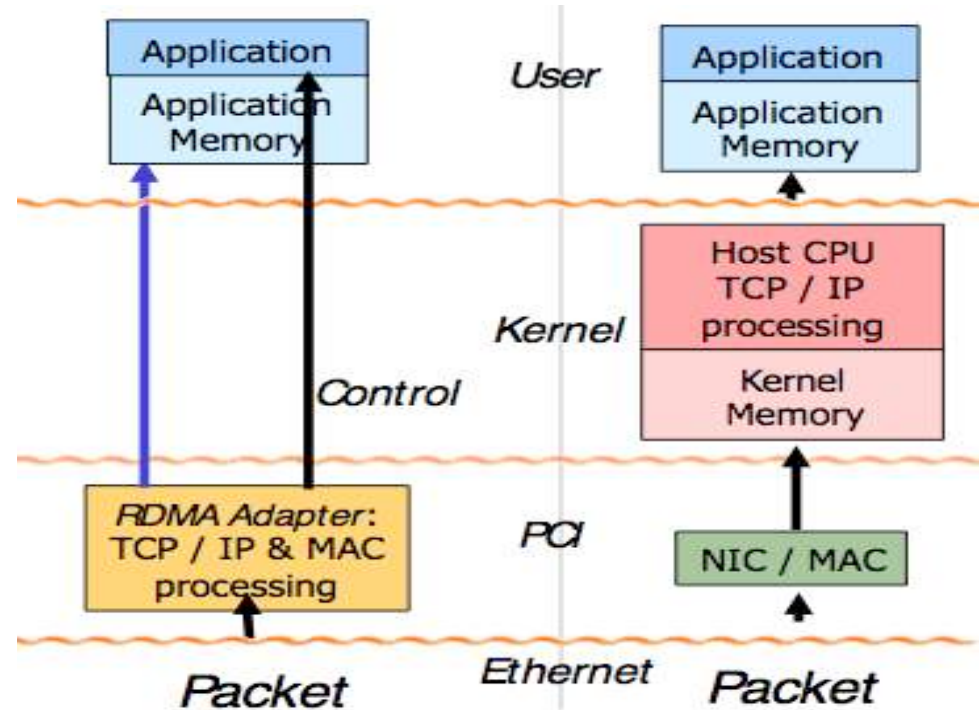 Application
Application
Memory
Control
RDMA Adapter:
TCP / IP & MAC
processing
Packet
User
Kernel
PCI
Ethernet
Application
Application
Memory
Host CPU
TCP / IP
processing
Kernel
Memory
NIC / MAC
Packet